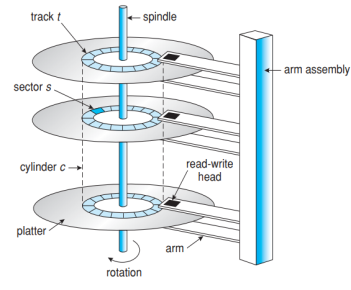 track t
spindle
arm assembly
sector s
cylinder c
read-write
head
platter
arm
rotation